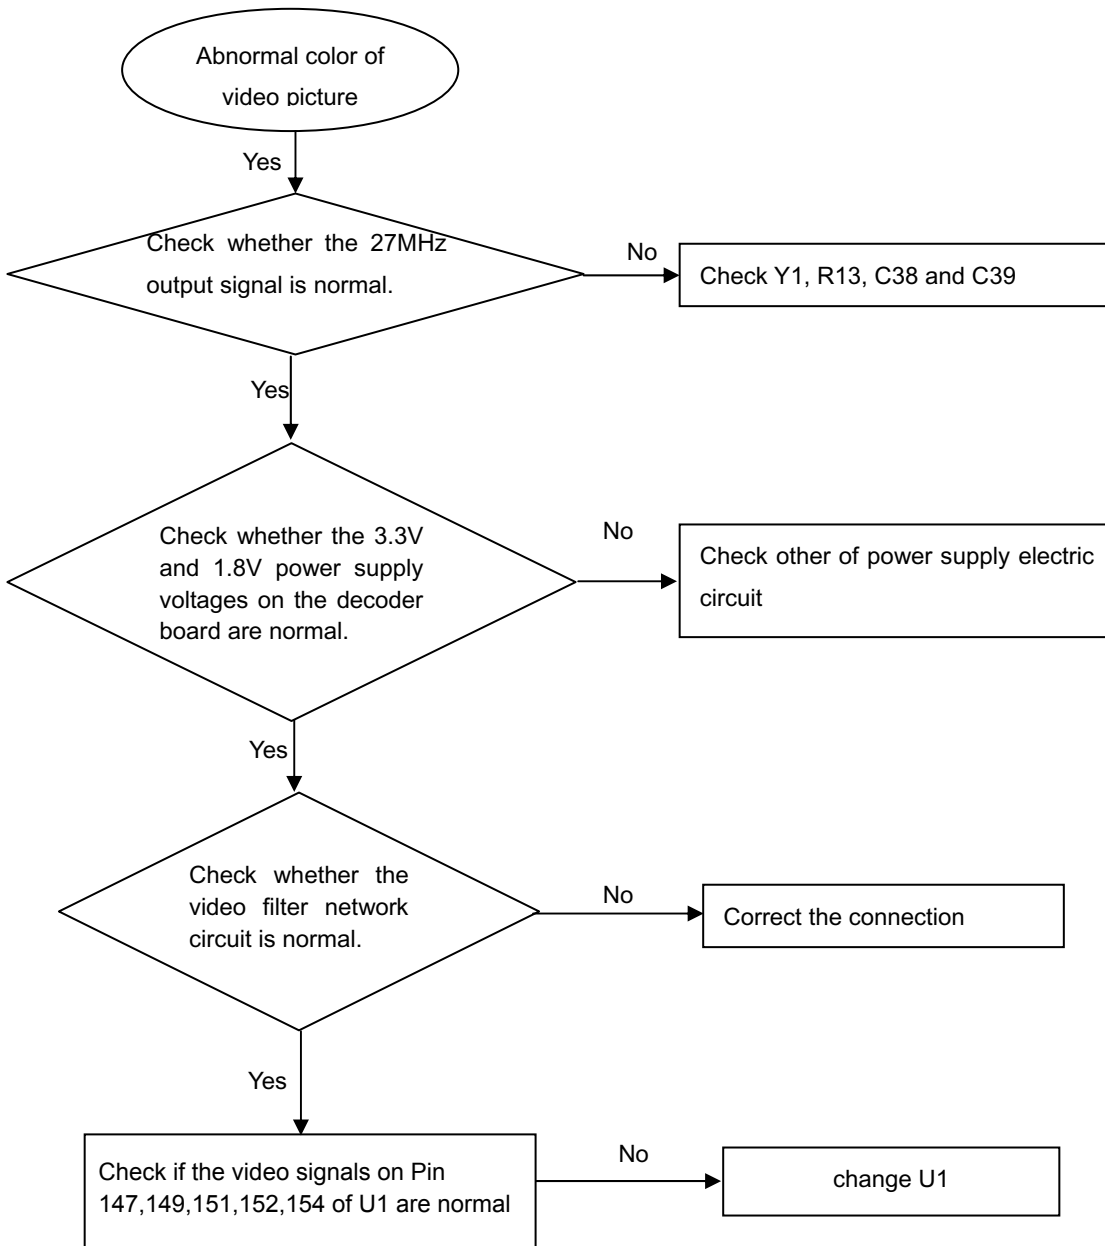 Abnormal color of
video picture
Yes
Check whether the 27MHz
output signal is normal.
No
Check Y1, R13, C38 and C39
Yes
Check whether the 3.3V
and 1.8V power supply
voltages on the decoder
board are normal.
No
Check other of power supply electric
circuit
Yes
Check whether the
video filter network
circuit is normal.
No
Correct the connection
Yes
Check if the video signals on Pin
147,149,151,152,154 of U1 are normal
No
change U1